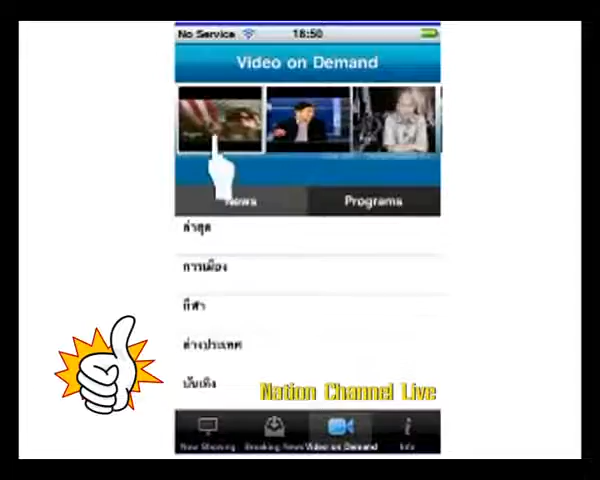 No Service 18:50
Video on Demand
News Programs
ล่าสุด
การเมือง
กีฬา
ต่างประเทศ
บันเทิง
Nation Channel Live
Now Showing Breaking News Video on Demand Info